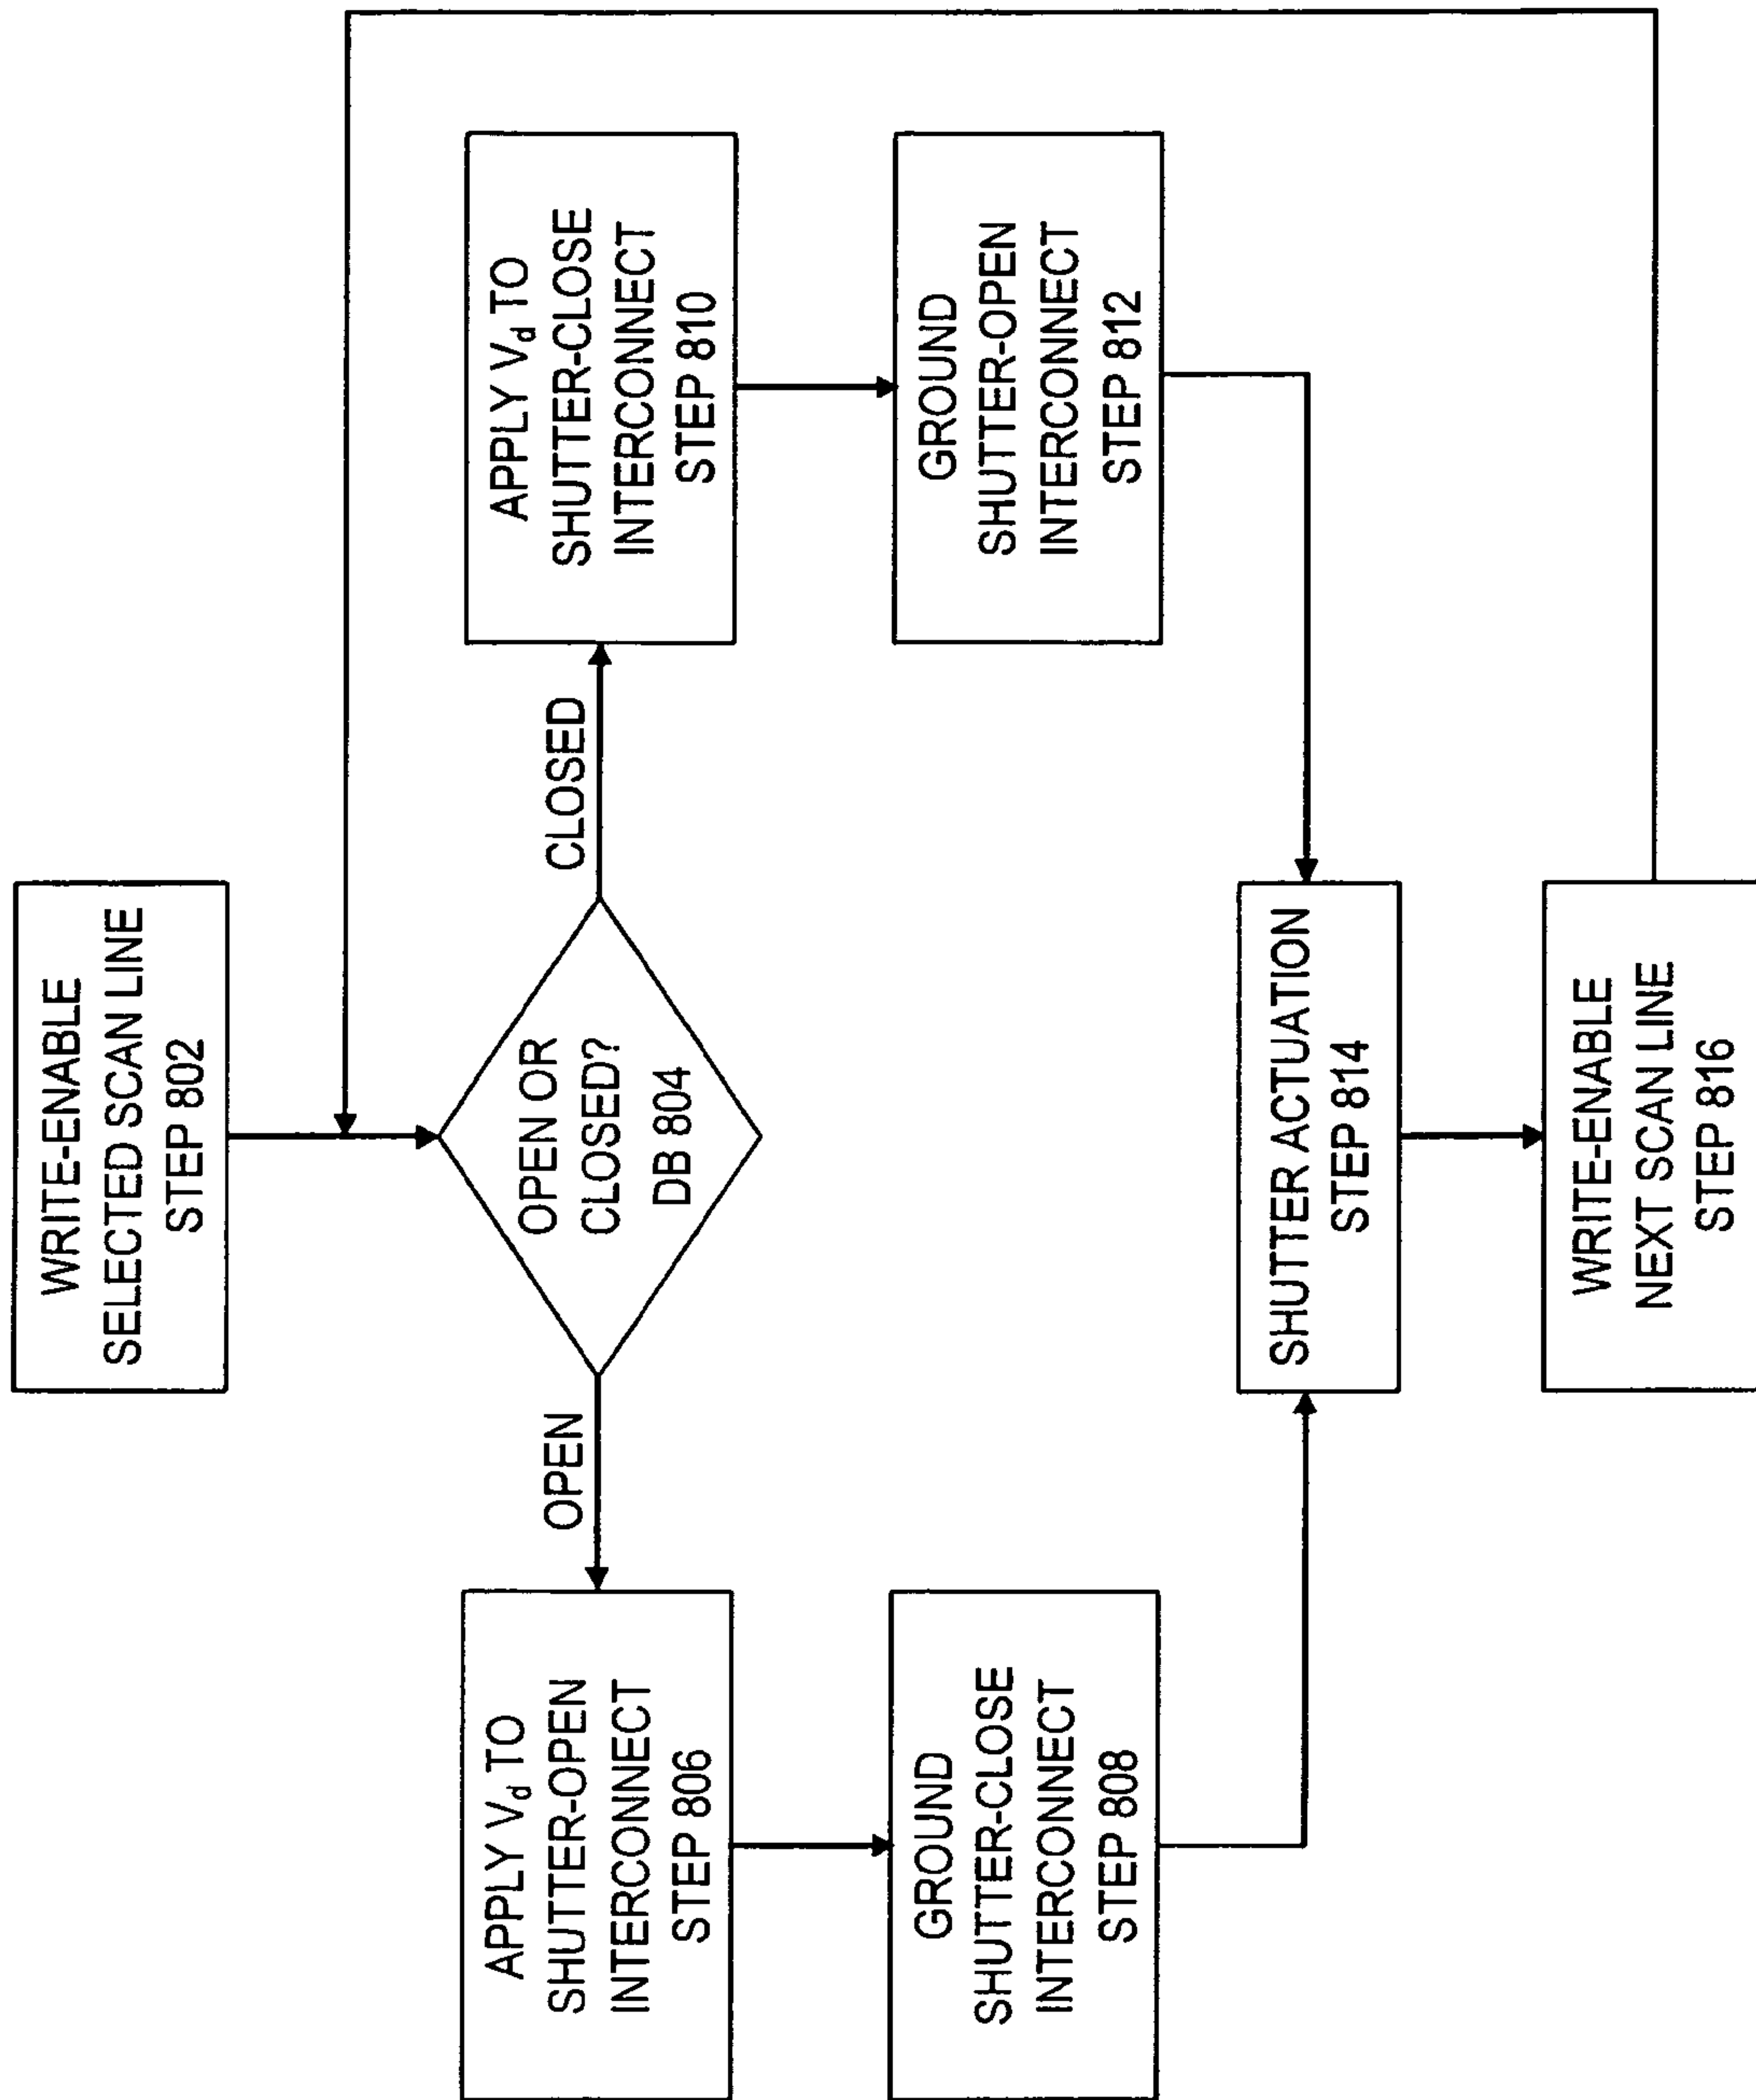 WRITE-ENABLE
SELECTED SCAN LINE
STEP 802
OPEN OR
CLOSED?
DB 804
OPEN
CLOSED
APPLY Vd TO
SHUTTER-OPEN
INTERCONNECT
STEP 806
GROUND
SHUTTER-CLOSE
INTERCONNECT
STEP 808
APPLY Vd TO
SHUTTER-CLOSE
INTERCONNECT
STEP 810
GROUND
SHUTTER-OPEN
INTERCONNECT
STEP 812
SHUTTER ACTUATION
STEP 814
WRITE-ENABLE
NEXT SCAN LINE
STEP 816